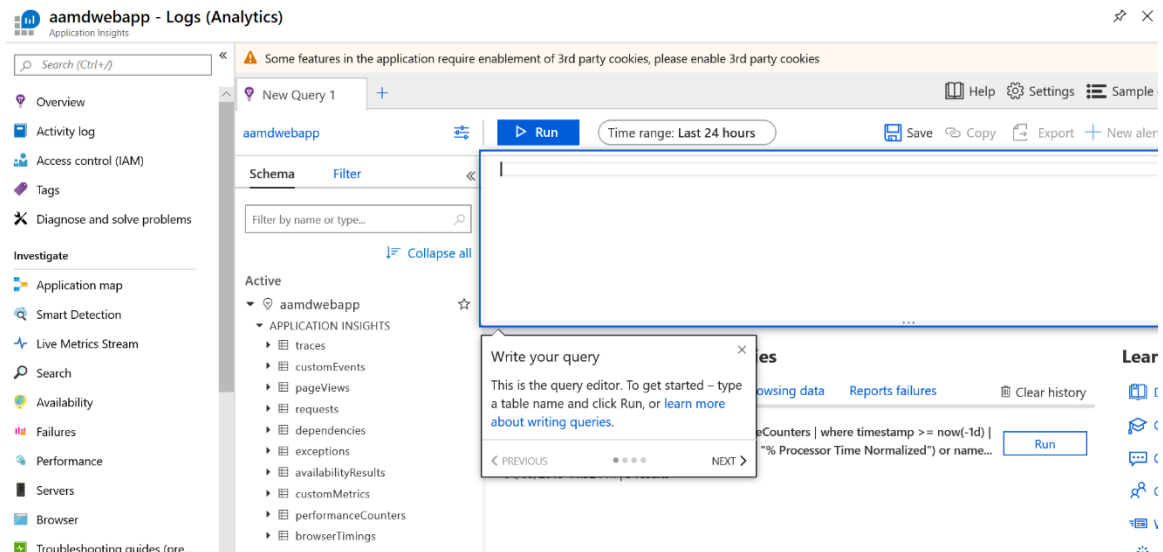 aamdwebapp - Logs (Analytics)
Application Insights
Search (Ctrl+/)
Overview
Activity log
Access control (IAM)
Tags
Diagnose and solve problems
Investigate
Application map
Smart Detection
Live Metrics Stream
Search
Availability
Failures
Performance
Servers
Browser
Troubleshooting guides (pre...
Some features in the application require enablement of 3rd party cookies, please enable 3rd party cookies
New Query 1
Help
Settings
Sample
aamdwebapp
Run
Time range: Last 24 hours
Save
Copy
Export
New alert
Schema
Filter
Filter by name or type...
Collapse all
Active
aamdwebapp
APPLICATION INSIGHTS
traces
customEvents
pageViews
requests
dependencies
exceptions
availabilityResults
customMetrics
performanceCounters
browserTimings
Write your query
This is the query editor. To get started – type
a table name and click Run, or learn more
about writing queries.
PREVIOUS
NEXT
ies
owsing data
Reports failures
Clear history
eCounters | where timestamp >= now(-1d) |
"% Processor Time Normalized") or name...
Run
Lear